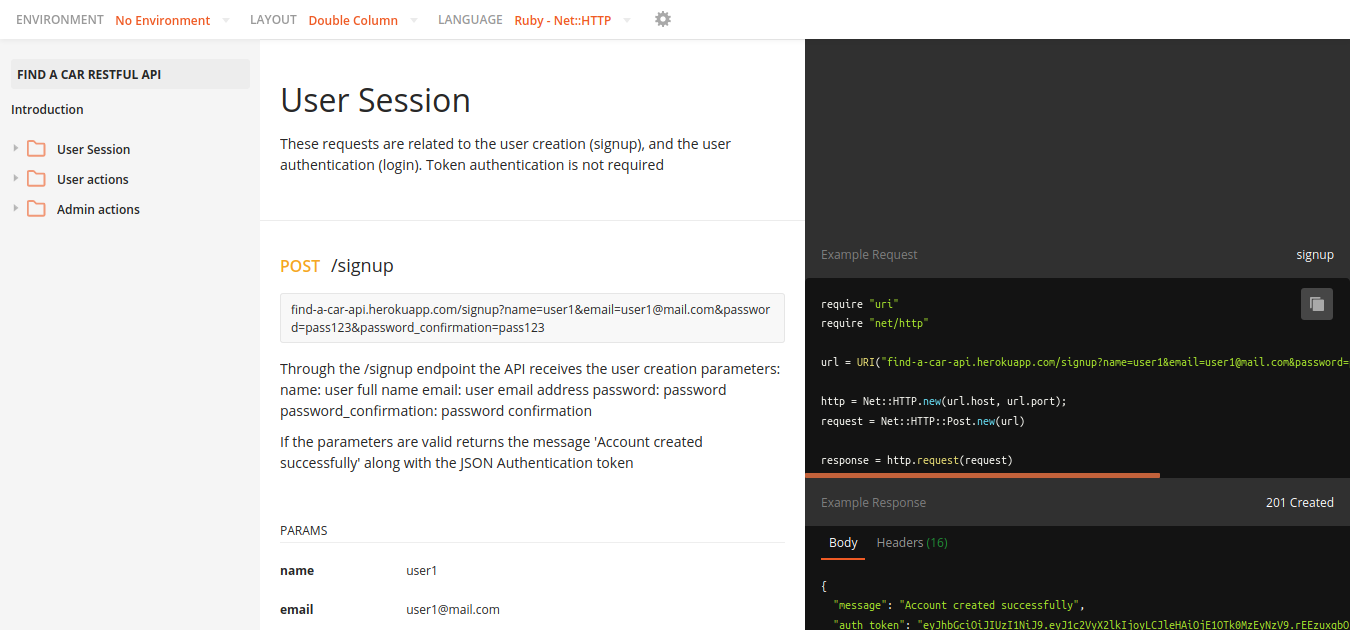 ENVIRONMENT No Environment LAYOUT Double Column LANGUAGE Ruby - Net::HTTP
FIND A CAR RESTFUL API
Introduction
User Session
User actions
Admin actions
User Session
These requests are related to the user creation (signup), and the user
authentication (login). Token authentication is not required
POST /signup
find-a-car-api.herokuapp.com/signup?name=user1&email=user1@mail.com&passwor
d=pass123&password_confirmation=pass123
Through the /signup endpoint the API receives the user creation parameters:
name: user full name email: user email address password: password
password_confirmation: password confirmation
If the parameters are valid returns the message 'Account created
successfully' along with the JSON Authentication token
PARAMS
name user1
email user1@mail.com
Example Request signup
require "uri"
require "net/http"
url = URI("find-a-car-api.herokuapp.com/signup?name=user1&email=user1@mail.com&password=
http = Net::HTTP.new(url.host, url.port);
request = Net::HTTP::Post.new(url)
response = http.request(request)
Example Response 201 Created
Body Headers (16)
{
"message": "Account created successfully",
"auth_token":